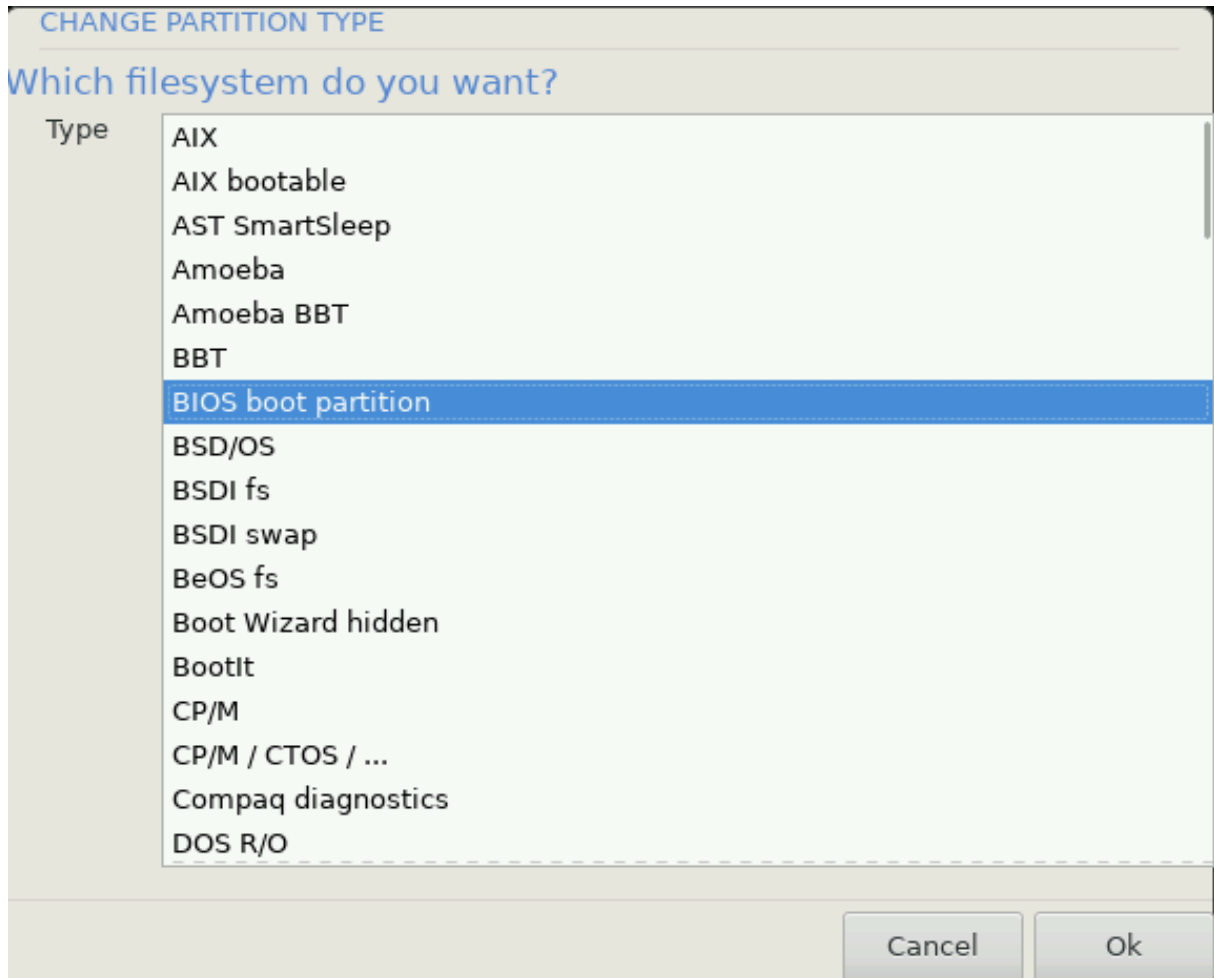 CHANGE PARTITION TYPE
Which filesystem do you want?
Type
AIX
AIX bootable
AST SmartSleep
Amoeba
Amoeba BBT
BBT
BIOS boot partition
BSD/OS
BSDI fs
BSDI swap
BeOS fs
Boot Wizard hidden
BootIt
CP/M
CP/M / CTOS / ...
Compaq diagnostics
DOS R/O
Cancel
Ok